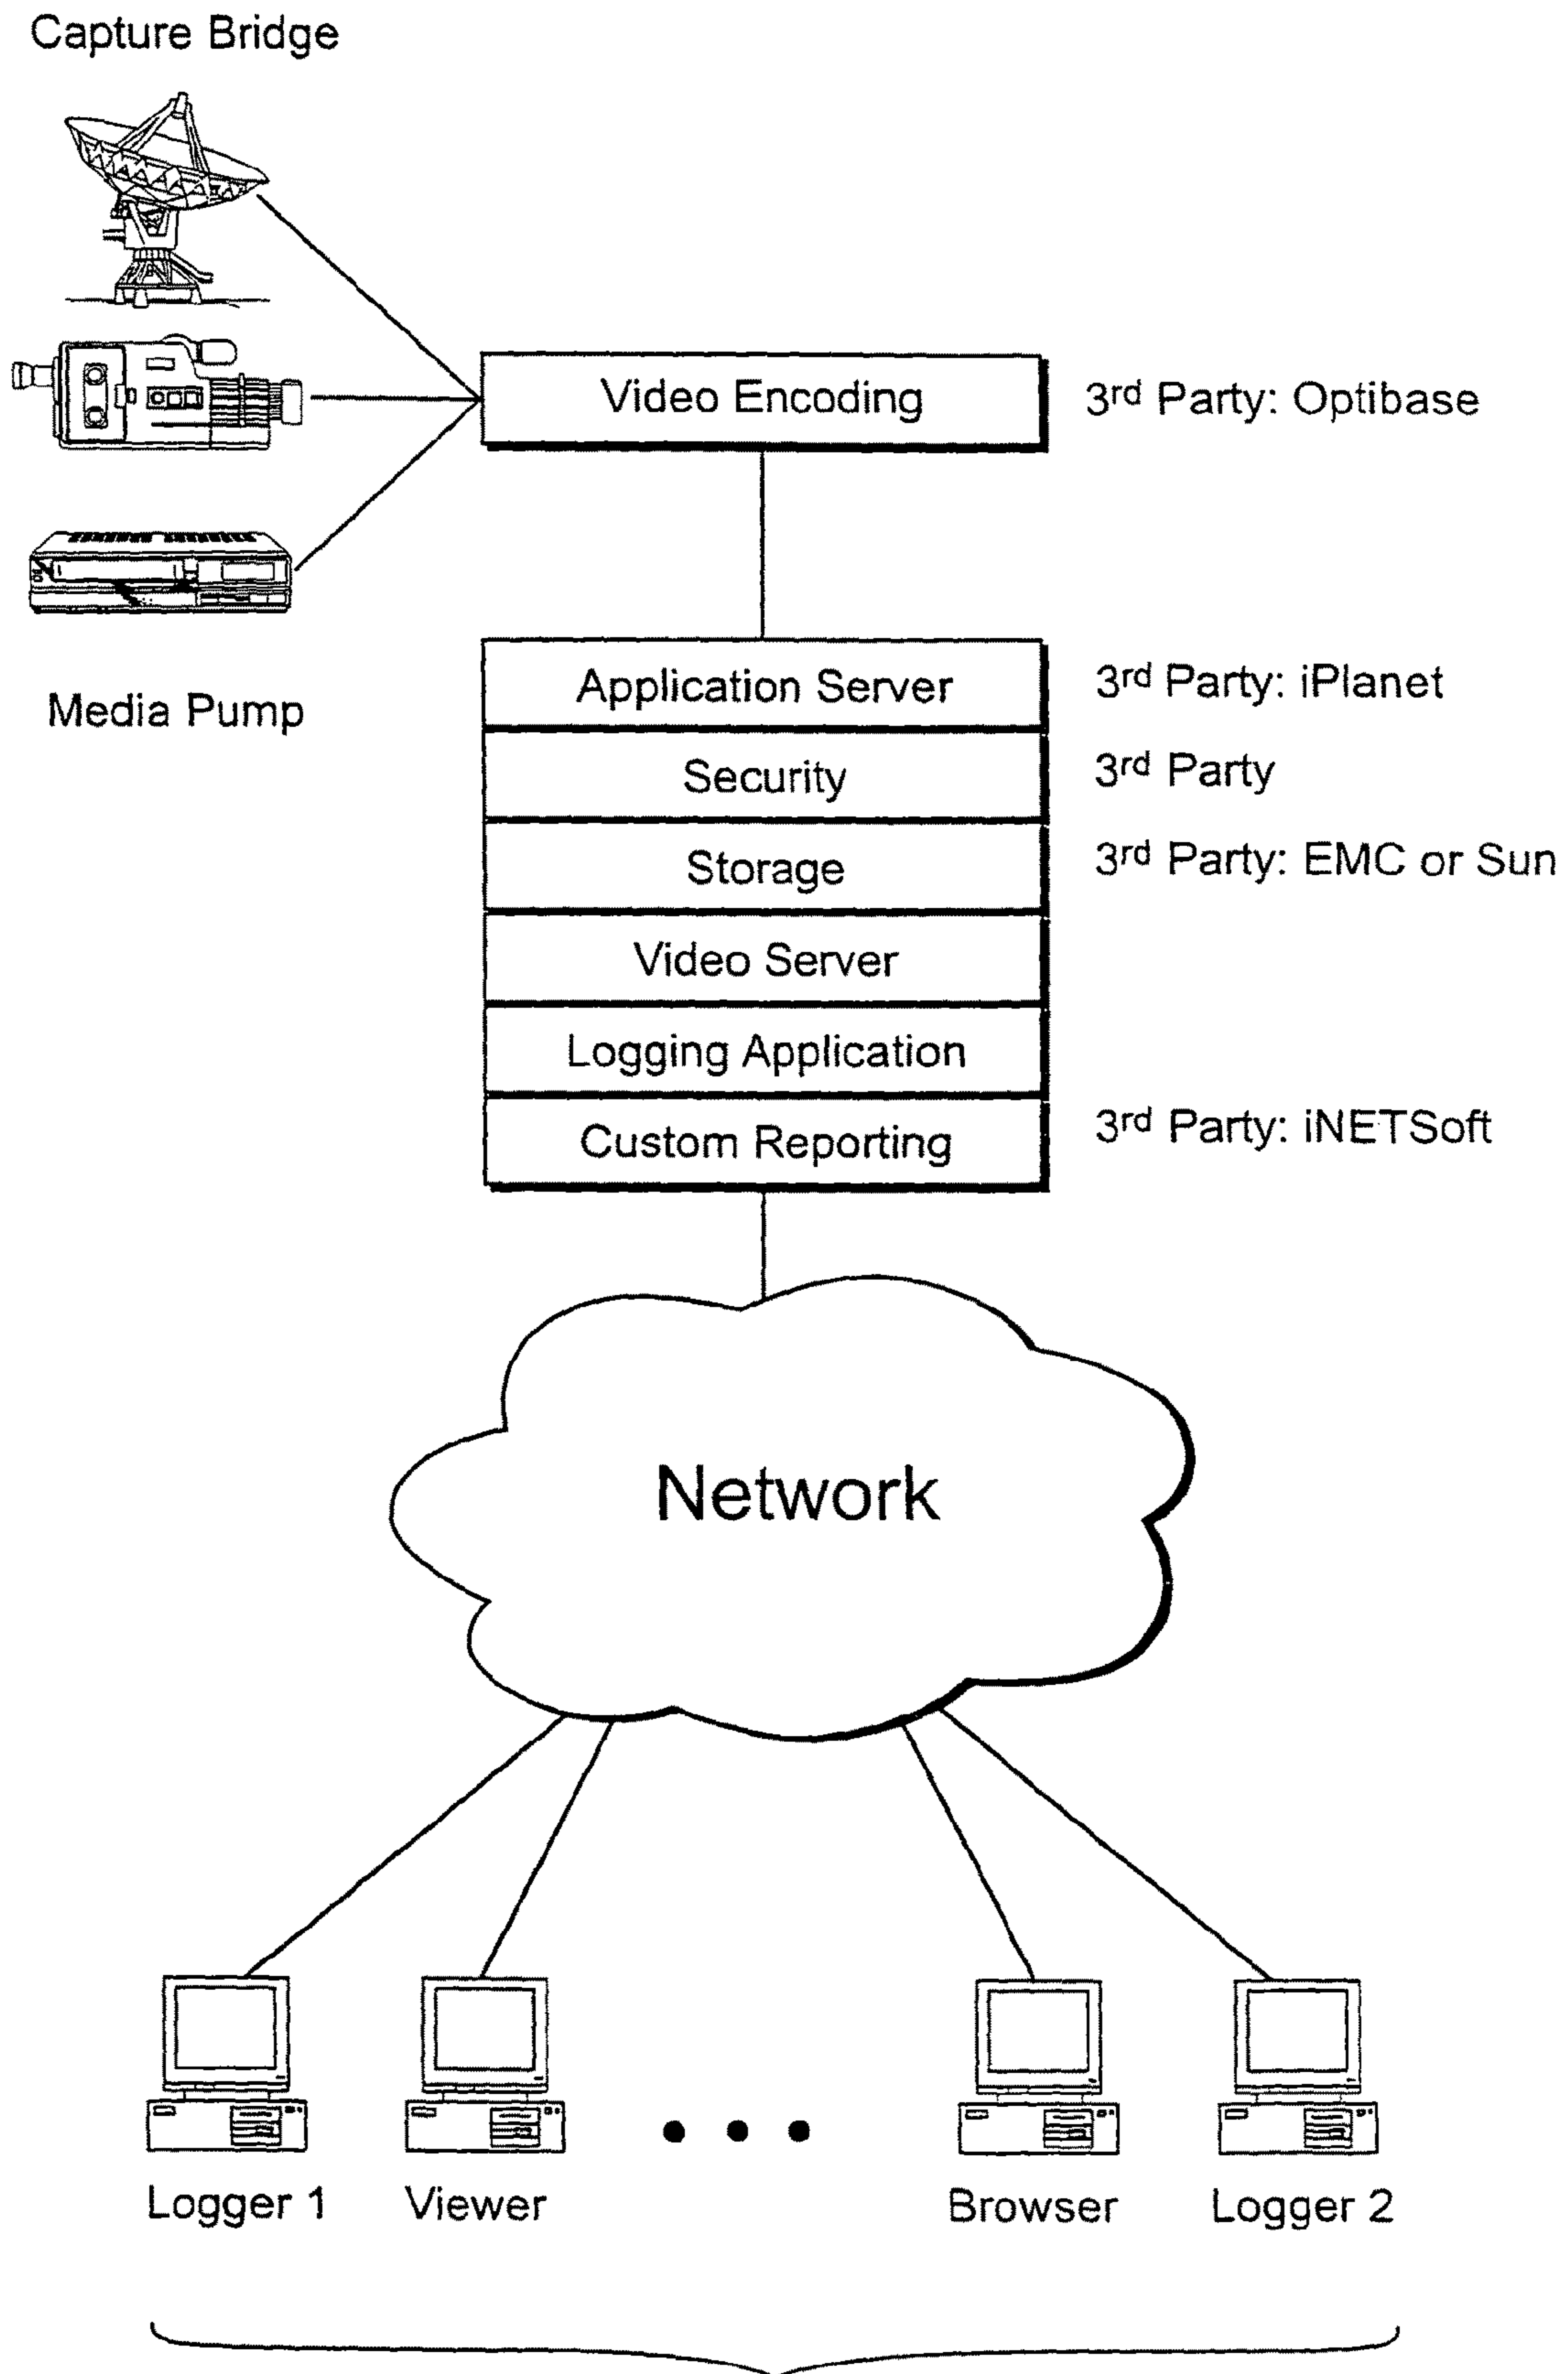 Capture Bridge
Video Encoding
3rd Party: Optibase
Media Pump
Application Server
3rd Party: iPlanet
Security
3rd Party
Storage
3rd Party: EMC or Sun
Video Server
Logging Application
Custom Reporting
3rd Party: iNETSoft
Network
Logger 1
Viewer
Browser
Logger 2